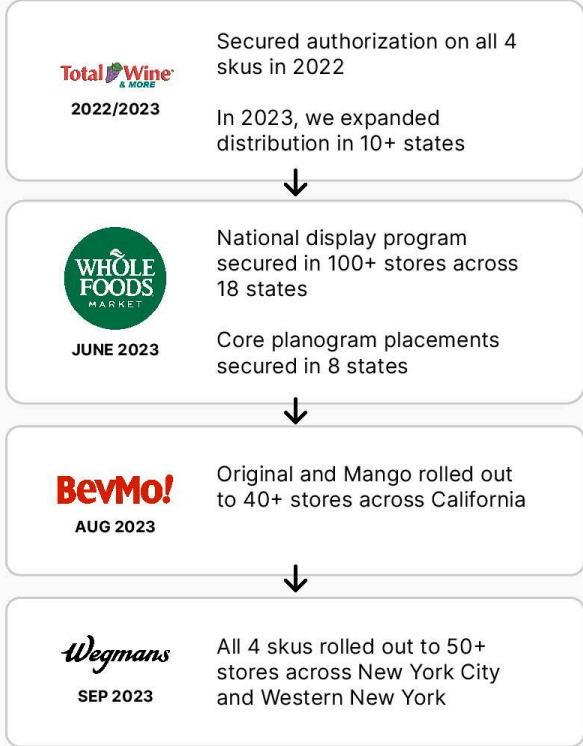 Total Wine
& MORE
2022/2023
Secured authorization on all 4
skus in 2022
In 2023, we expanded
distribution in 10+ states
WHOLE
FOODS
MARKET
JUNE 2023
National display program
secured in 100+ stores across
18 states
Core planogram placements
secured in 8 states
BevMo!
AUG 2023
Original and Mango rolled out
to 40+ stores across California
Wegmans
SEP 2023
All 4 skus rolled out to 50+
stores across New York City
and Western New York